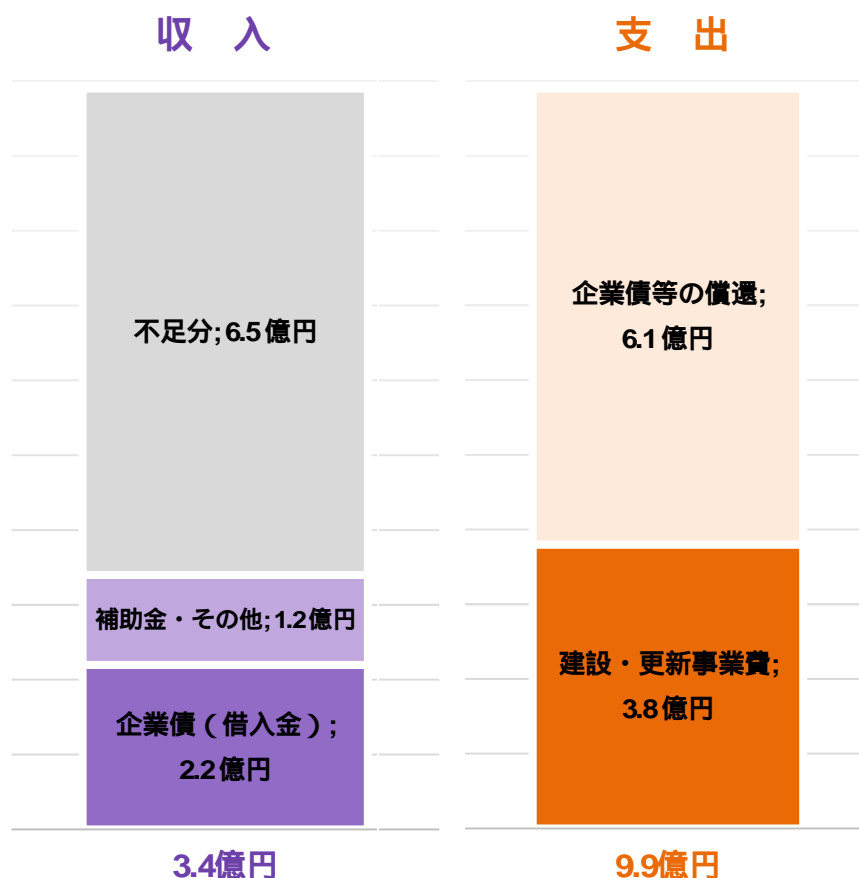 収 入
不足分; 6.5億円
補助金・その他; 1.2億円
企業債（借入金）;
2.2億円
3.4億円
支 出
企業債等の償還;
6.1億円
建設・更新事業費;
3.8億円
9.9億円